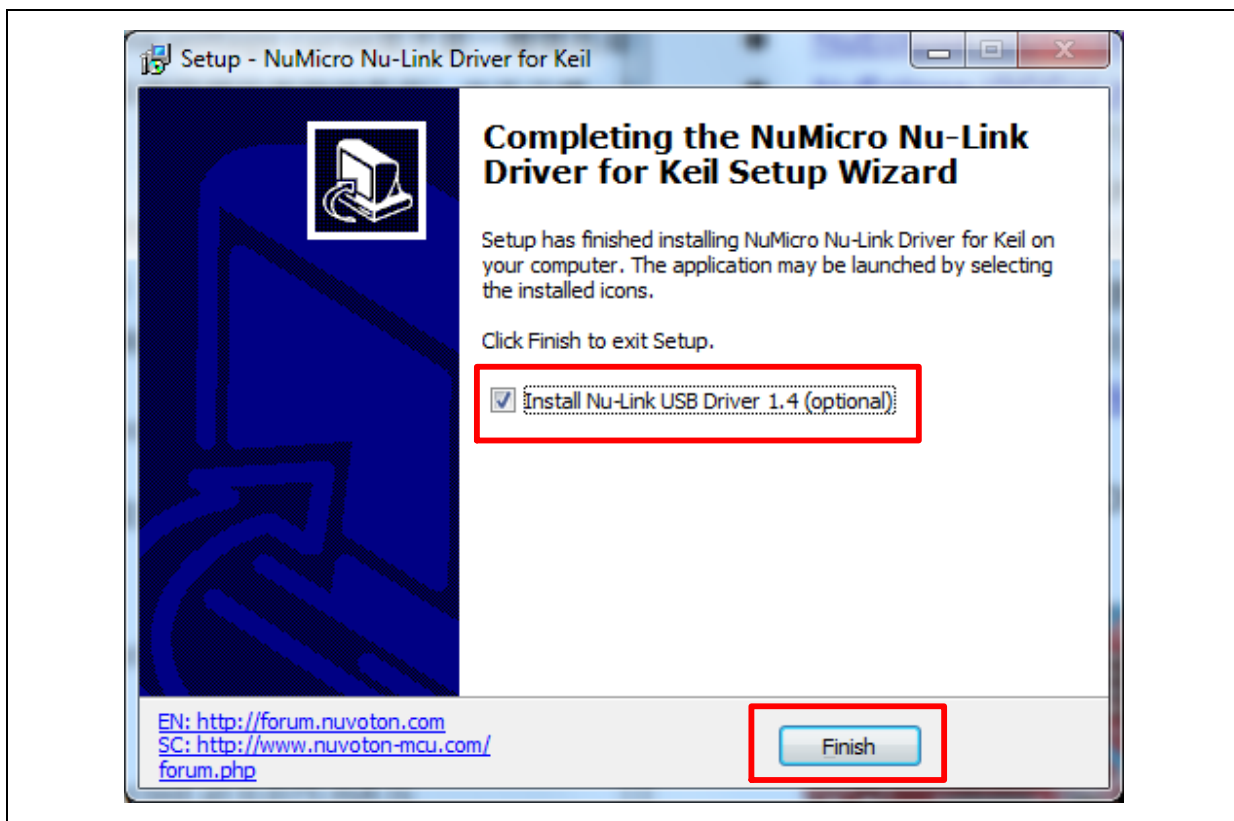 Setup - NuMicro Nu-Link Driver for Keil
Completing the NuMicro Nu-Link
Driver for Keil Setup Wizard
Setup has finished installing NuMicro Nu-Link Driver for Keil on
your computer. The application may be launched by selecting
the installed icons.
Click Finish to exit Setup.
Install Nu-Link USB Driver 1.4 (optional)
EN: http://forum.nuvoton.com
SC: http://www.nuvoton-mcu.com/
forum.php
Finish